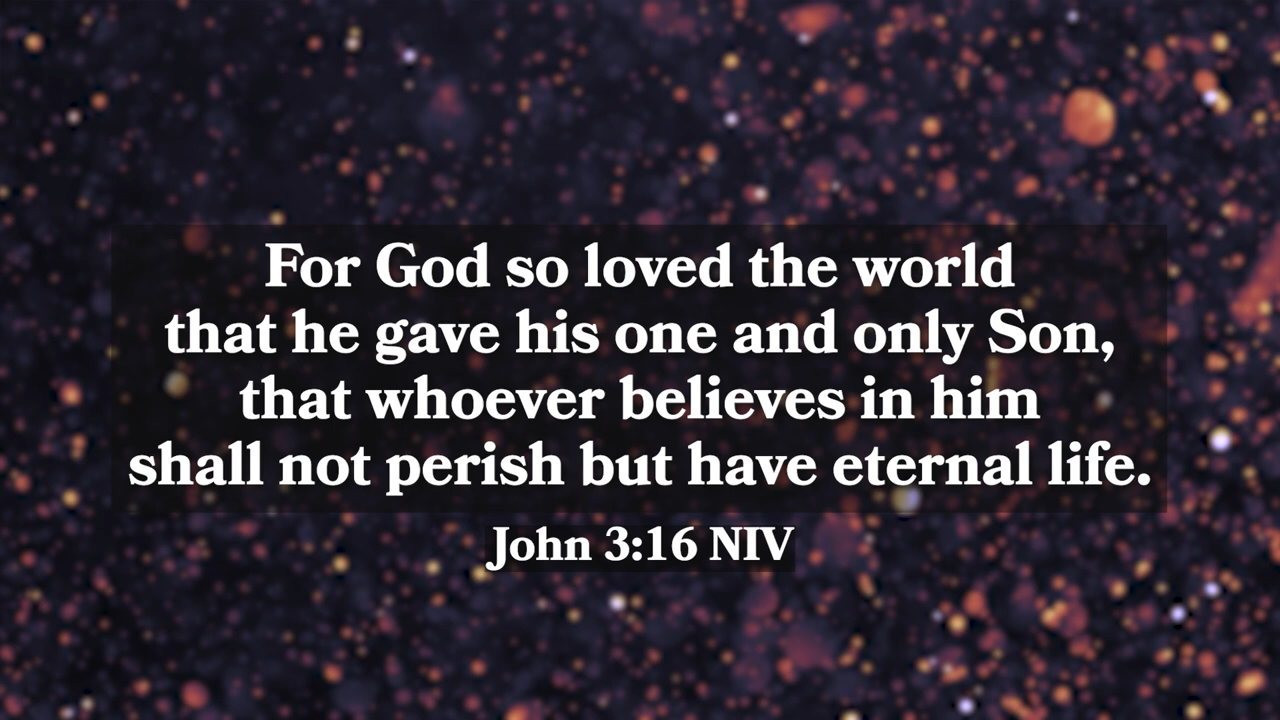 For God so loved the world
that he gave his one and only Son,
that whoever believes in him
shall not perish but have eternal life.
John 3:16 NIV